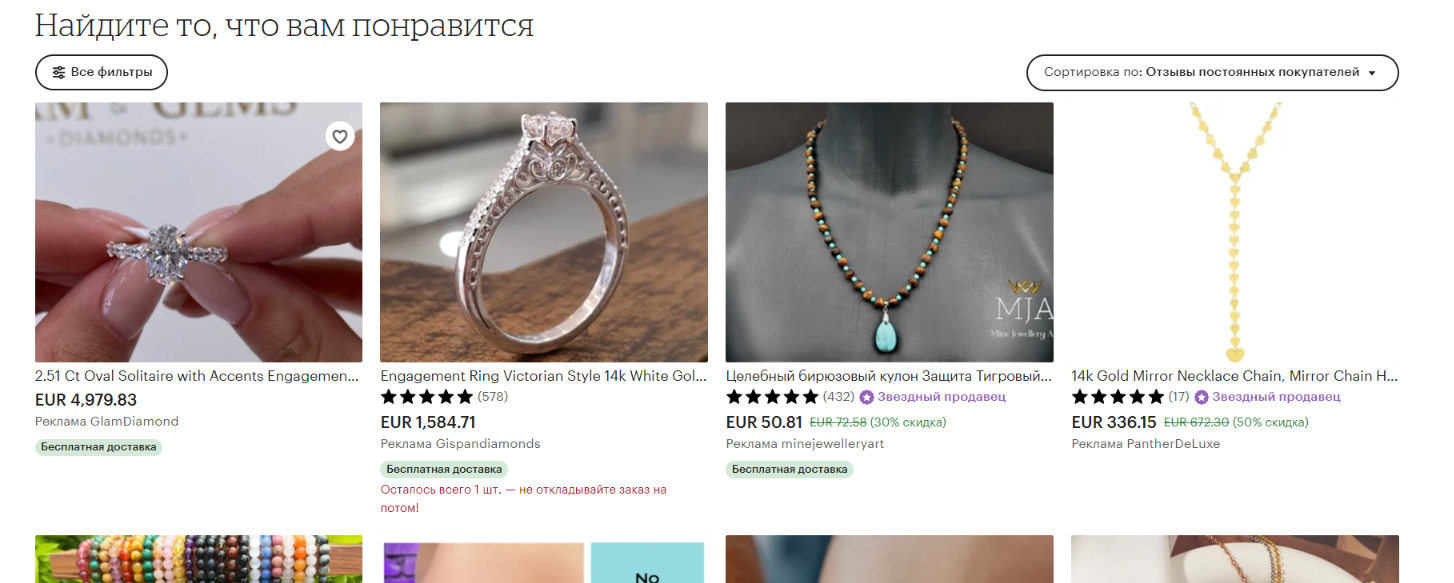 Найдите то, что вам понравится
Все фильтры
Сортировка по: Отзывы постоянных покупателей
GEMS
• DIAMONDS •
MJA
Mine Jewellery A
2.51 Ct Oval Solitaire with Accents Engagemen...
EUR 4,979.83
Реклама GlamDiamond
Бесплатная доставка
Engagement Ring Victorian Style 14k White Gol...
(578)
EUR 1,584.71
Реклама Gispandiamonds
Бесплатная доставка
Осталось всего 1 шт. — не откладывайте заказ на
потом!
Целебный бирюзовый кулон Защита Тигровый...
(432) Звездный продавец
EUR 50.81 EUR 72.58 (30% скидка)
Реклама minejewelleryart
Бесплатная доставка
14k Gold Mirror Necklace Chain, Mirror Chain H...
(17) Звездный продавец
EUR 336.15 EUR 672.30 (50% скидка)
Реклама PantherDeLuxe
No